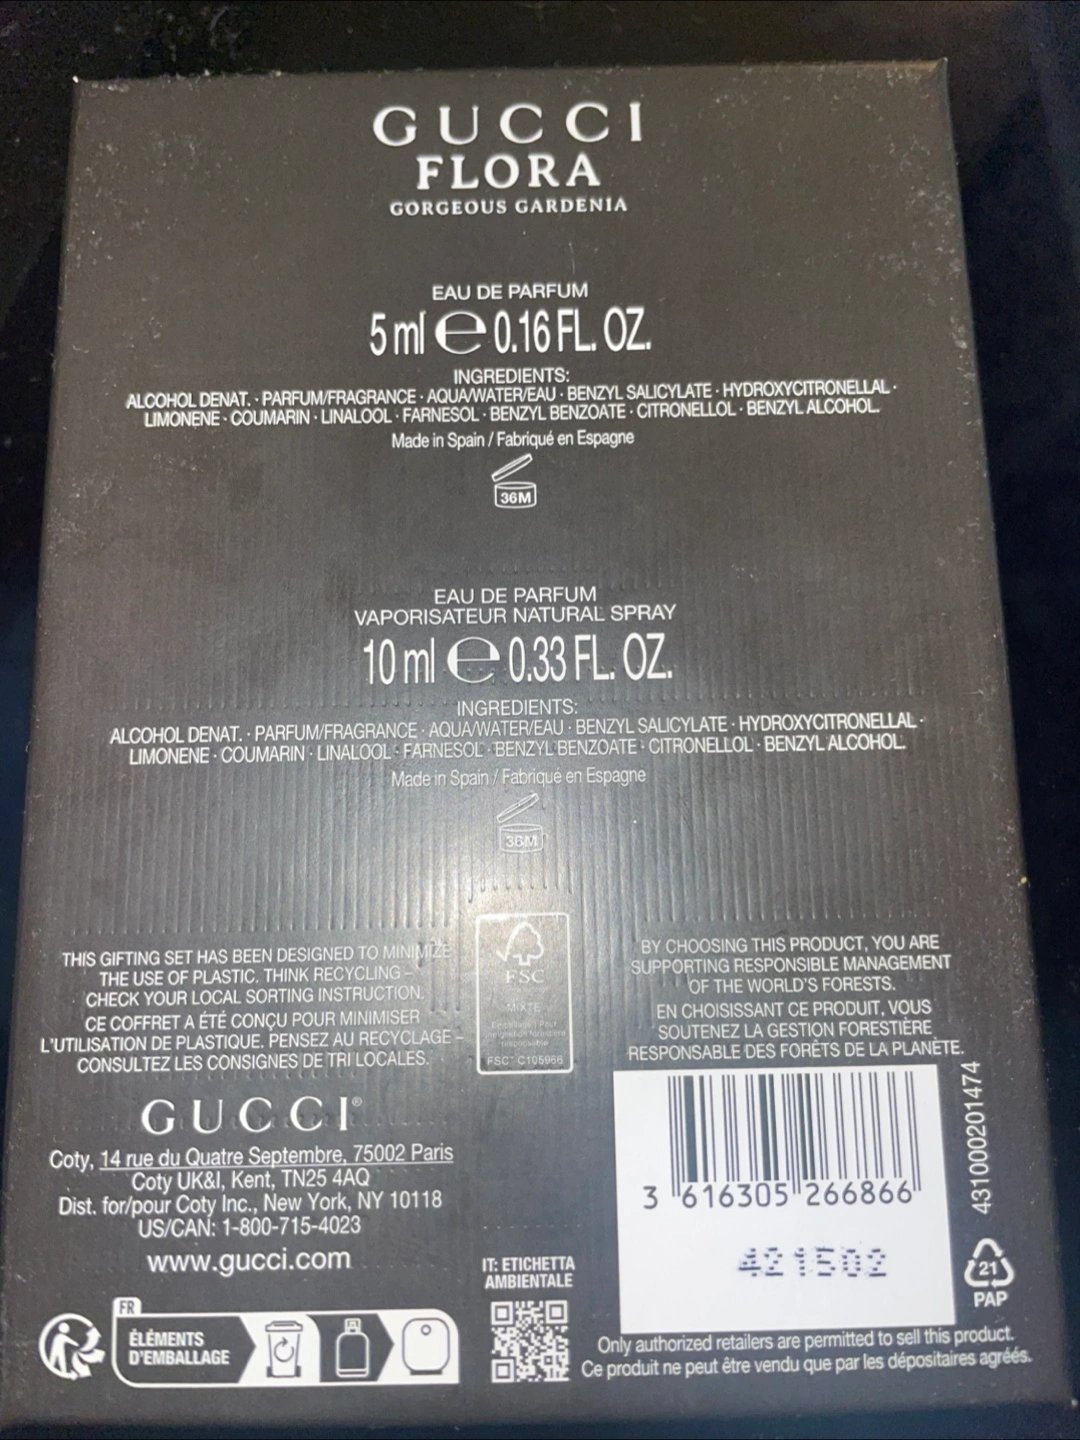 GUCCI
FLORA
GORGEOUS GARDENIA
EAU DE PARFUM
5 ml ℮ 0.16 FL. OZ.
INGREDIENTS:
ALCOHOL DENAT. · PARFUM/FRAGRANCE · AQUA/WATER/EAU · BENZYL SALICYLATE · HYDROXYCITRONELLAL ·
LIMONENE · COUMARIN · LINALOOL · FARNESOL · BENZYL BENZOATE · CITRONELLOL · BENZYL ALCOHOL.
Made in Spain / Fabriqué en Espagne
36M
EAU DE PARFUM
VAPORISATEUR NATURAL SPRAY
10 ml ℮ 0.33 FL. OZ.
INGREDIENTS:
ALCOHOL DENAT. · PARFUM/FRAGRANCE · AQUA/WATER/EAU · BENZYL SALICYLATE · HYDROXYCITRONELLAL ·
LIMONENE · COUMARIN · LINALOOL · FARNESOL · BENZYL BENZOATE · CITRONELLOL · BENZYL ALCOHOL.
Made in Spain / Fabriqué en Espagne
36M
THIS GIFTING SET HAS BEEN DESIGNED TO MINIMIZE
THE USE OF PLASTIC. THINK RECYCLING –
CHECK YOUR LOCAL SORTING INSTRUCTION.
CE COFFRET A ÉTÉ CONÇU POUR MINIMISER
L'UTILISATION DE PLASTIQUE. PENSEZ AU RECYCLAGE –
CONSULTEZ LES CONSIGNES DE TRI LOCALES.
FSC
MIXTE
Emballage | Pour
une gestion forestière
responsable
FSC™ C105966
BY CHOOSING THIS PRODUCT, YOU ARE
SUPPORTING RESPONSIBLE MANAGEMENT
OF THE WORLD'S FORESTS.
EN CHOISISSANT CE PRODUIT, VOUS
SOUTENEZ LA GESTION FORESTIÈRE
RESPONSABLE DES FORÊTS DE LA PLANÈTE.
GUCCI®
Coty, 14 rue du Quatre Septembre, 75002 Paris
Coty UK&I, Kent, TN25 4AQ
Dist. for/pour Coty Inc., New York, NY 10118
US/CAN: 1-800-715-4023
www.gucci.com
3 616305 266866
421502
431000201474
21
PAP
IT: ETICHETTA
AMBIENTALE
FR
ÉLÉMENTS
D'EMBALLAGE
Only authorized retailers are permitted to sell this product.
Ce produit ne peut être vendu que par les dépositaires agréés.